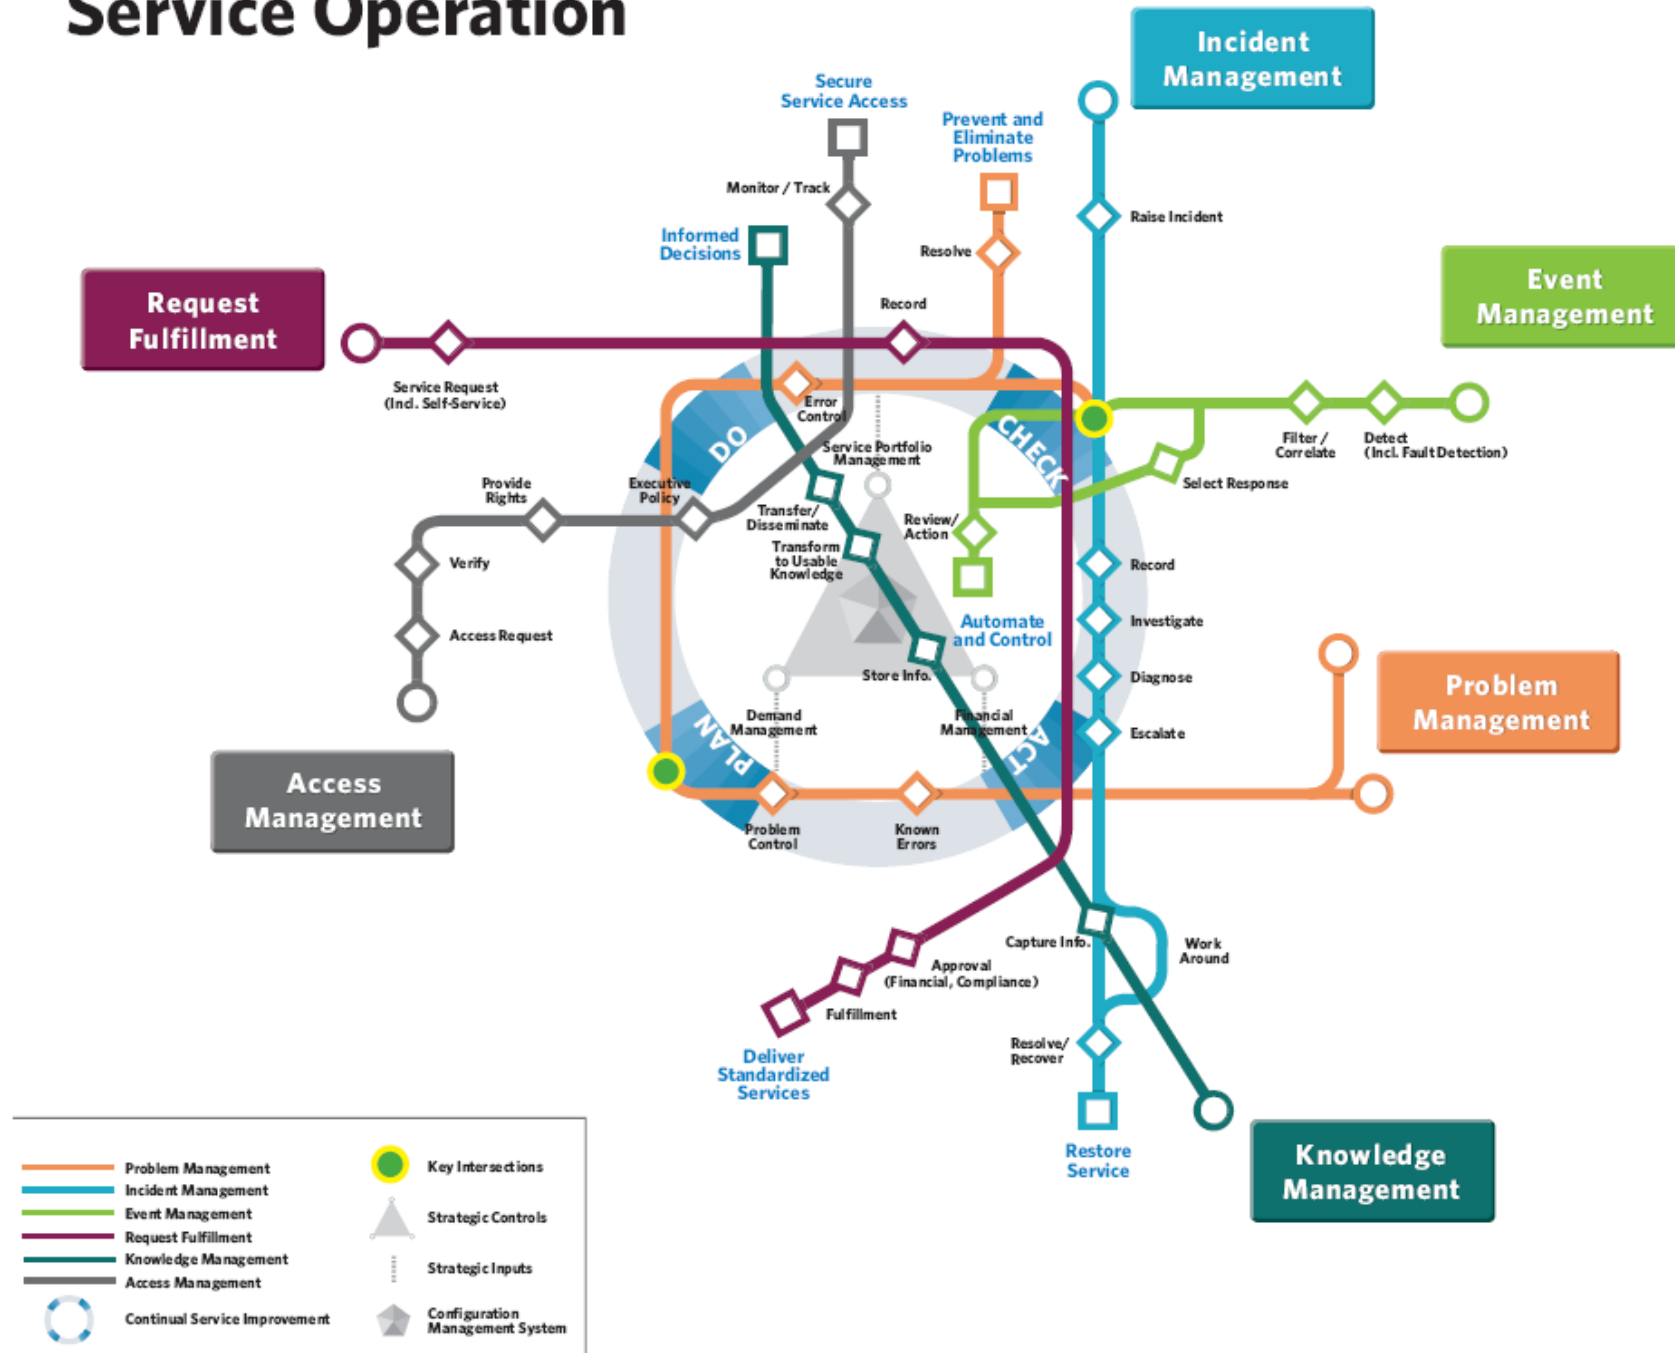 Service Operation
Incident
Management
Secure
Service Access
Prevent and
Eliminate
Problems
Monitor / Track
Raise Incident
Informed
Decisions
Resolve
Event
Management
Request
Fulfillment
Record
Service Request
(Incl. Self-Service)
Error
Control
DO
CHECK
Service Portfolio
Management
Filter /
Correlate
Detect
(Incl. Fault Detection)
Select Response
Provide
Rights
Executive
Policy
Transfer/
Disseminate
Review/
Action
Transform
to Usable
Knowledge
Verify
Record
Automate
and Control
Investigate
Access Request
Store Info.
Diagnose
Problem
Management
Demand
Management
Financial
Management
Escalate
PLAN
ACT
Access
Management
Problem
Control
Known
Errors
Capture Info.
Work
Around
Approval
(Financial, Compliance)
Fulfillment
Resolve/
Recover
Deliver
Standardized
Services
Restore
Service
Knowledge
Management
Problem Management
Incident Management
Event Management
Request Fulfillment
Knowledge Management
Access Management
Continual Service Improvement
Key Intersections
Strategic Controls
Strategic Inputs
Configuration
Management System